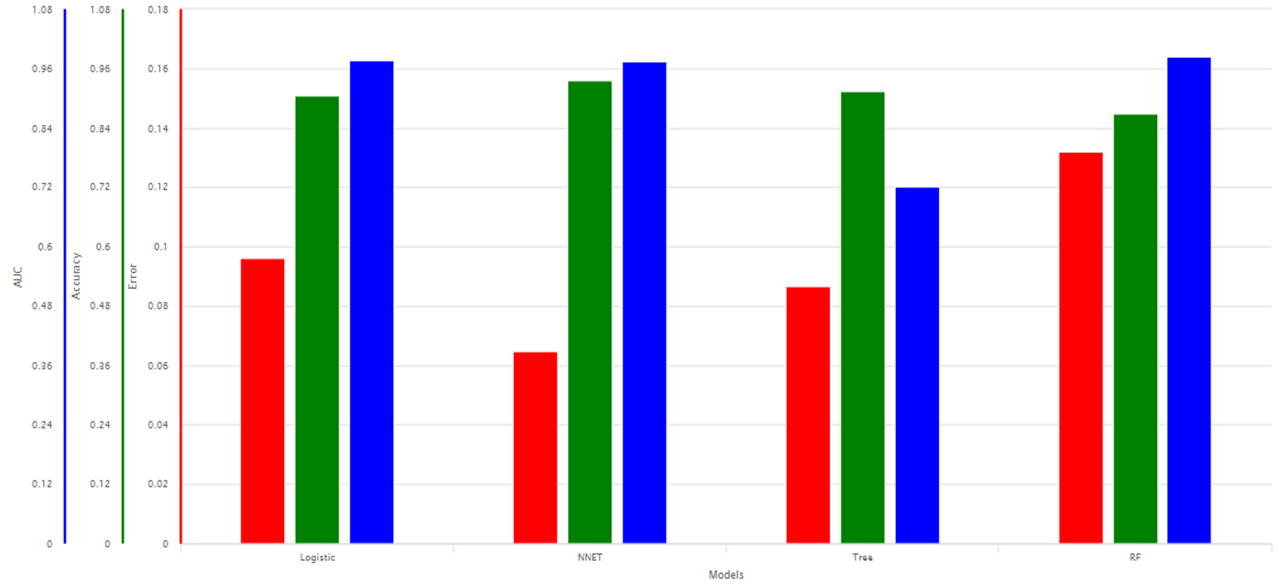 1.08 1.08 0.18
0.96 0.96 0.16
0.84 0.84 0.14
0.72 0.72 0.12
0.6 0.6 0.1
AUC
Accuracy
Error
0.48 0.48 0.08
0.36 0.36 0.06
0.24 0.24 0.04
0.12 0.12 0.02
0 0 0
Logistic NNET Tree RF
Models